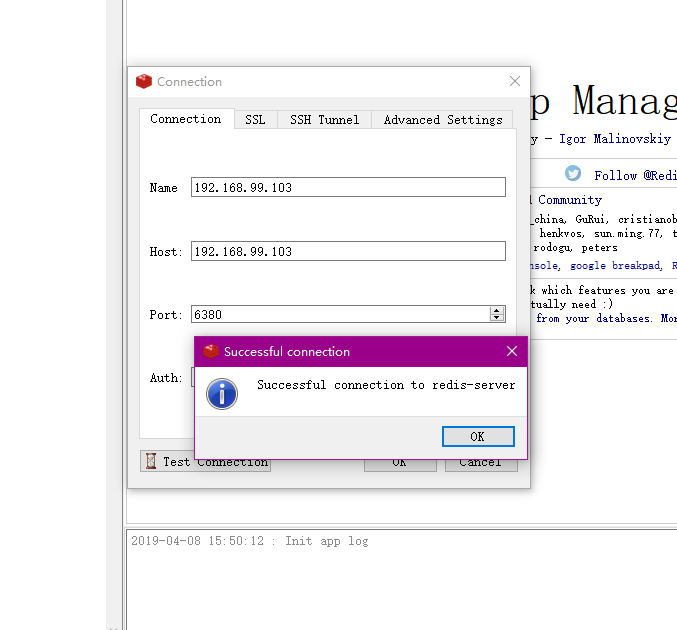 Connection
Connection SSL SSH Tunnel Advanced Settings
Name 192.168.99.103
Host: 192.168.99.103
Port: 6380
Auth:
Test Connection OK Cancel
Successful connection
Successful connection to redis-server
OK
p Manag
y - Igor Malinovskiy
Follow @Redi
Community
_china, GuRui, cristianob
henkvos, sun.ming.77, t
rodogu, peters
nsole, google breakpad, R
k which features you are
tually need :)
from your databases. Mor
2019-04-08 15:50:12 : Init app log